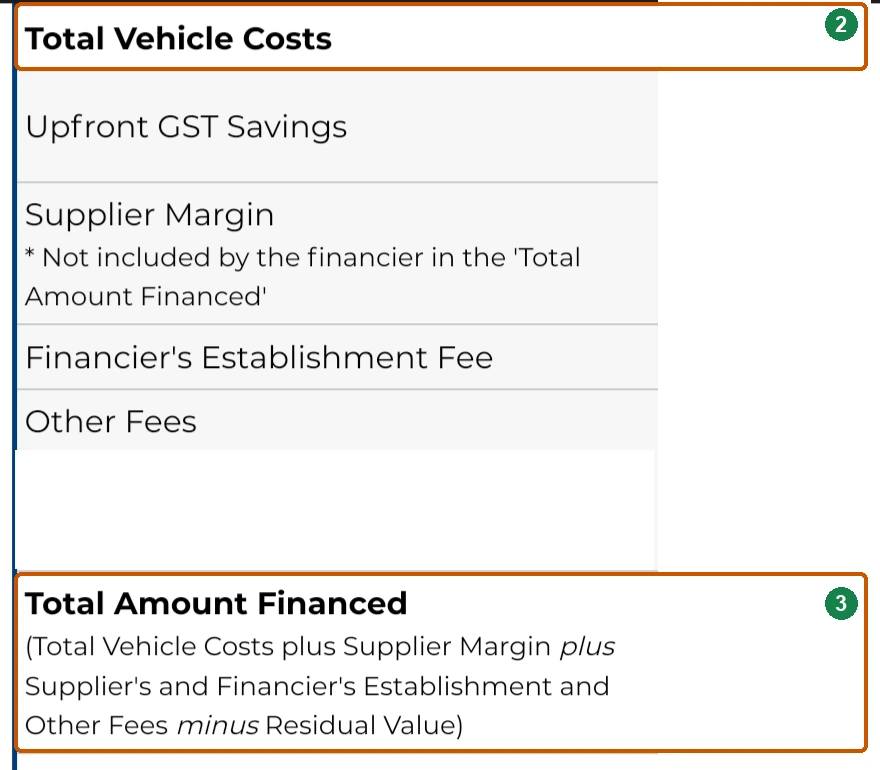 Total Vehicle Costs
2
Upfront GST Savings
Supplier Margin
* Not included by the financier in the 'Total
Amount Financed'
Financier's Establishment Fee
Other Fees
Total Amount Financed
3
(Total Vehicle Costs plus Supplier Margin plus
Supplier's and Financier's Establishment and
Other Fees minus Residual Value)